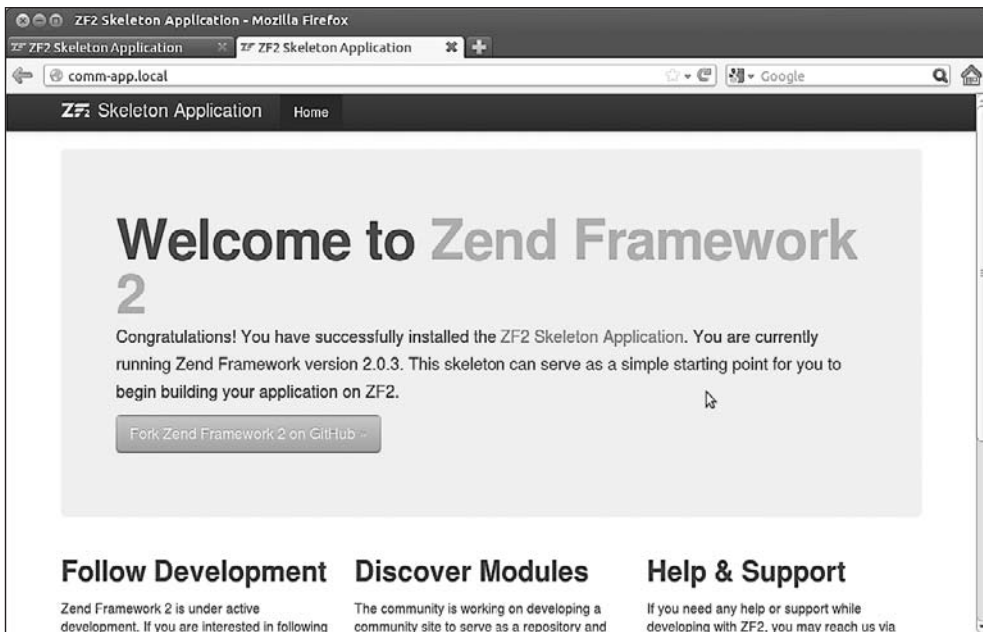 ZF2 Skeleton Application - Mozilla Firefox
ZF2 Skeleton Application
ZF2 Skeleton Application
comm-app.local
Google
ZF2 Skeleton Application
Home
Welcome to Zend Framework
2
Congratulations! You have successfully installed the ZF2 Skeleton Application. You are currently
running Zend Framework version 2.0.3. This skeleton can serve as a simple starting point for you to
begin building your application on ZF2.
Fork Zend Framework 2 on GitHub »
Follow Development
Zend Framework 2 is under active
development. If you are interested in following
Discover Modules
The community is working on developing a
community site to serve as a repository and
Help & Support
If you need any help or support while
developing with ZF2, you may reach us via